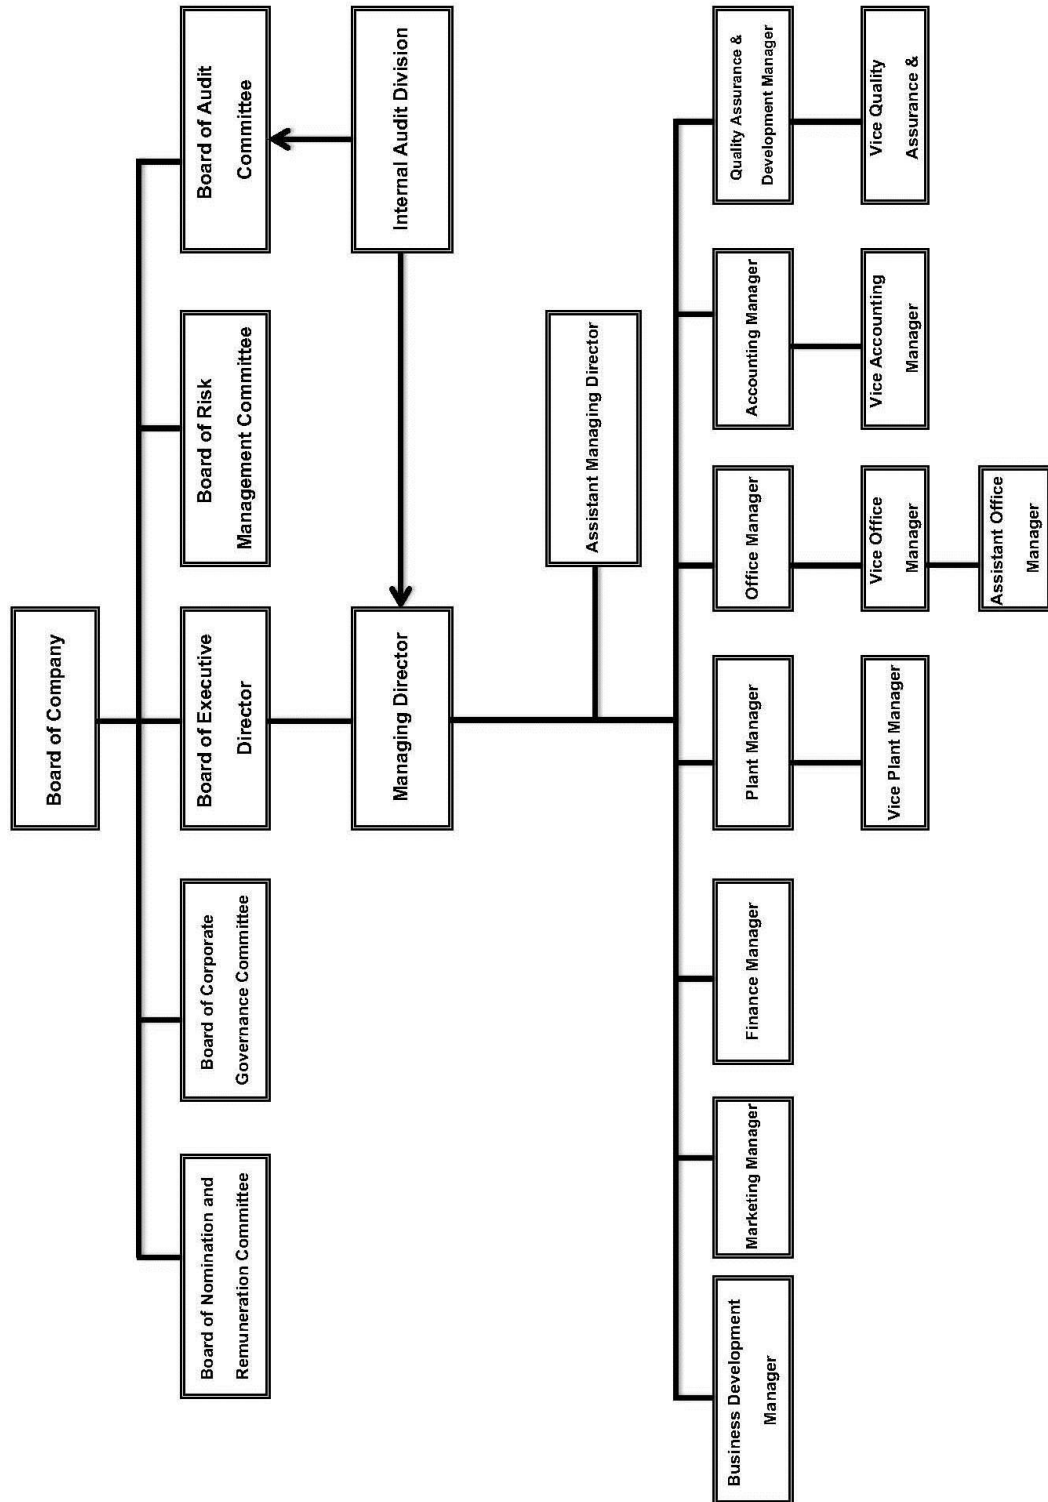 Board of Company
Board of Nomination and
Remuneration Committee
Board of Corporate
Governance Committee
Board of Executive
Director
Board of Risk
Management Committee
Board of Audit
Committee
Managing Director
Internal Audit Division
Assistant Managing Director
Business Development
Manager
Marketing Manager
Finance Manager
Plant Manager
Office Manager
Accounting Manager
Quality Assurance &
Development Manager
Vice Plant Manager
Vice Office
Manager
Vice Accounting
Manager
Vice Quality
Assurance &
Assistant Office
Manager